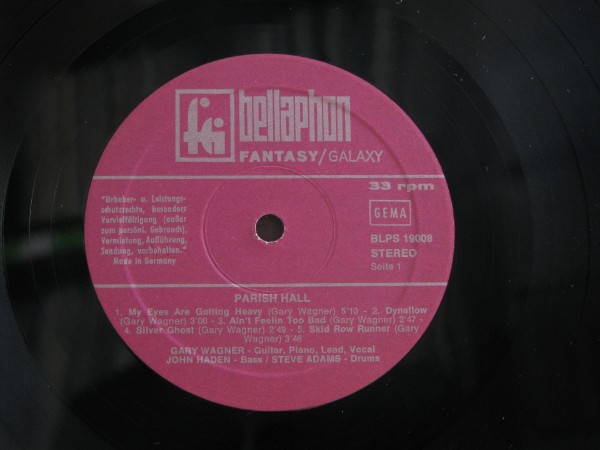 bellaphon
FANTASY/GALAXY
33 rpm
"Urheber- u. Leistungs-
schutzrechte, besonders
Vervielfältigung (außer
zum persönl. Gebrauch),
Vermietung, Aufführung,
Sendung, vorbehalten."
Made in Germany
GEMA
BLPS 19008
STEREO
Seite 1
PARISH HALL
1. My Eyes Are Getting Heavy (Gary Wagner) 5'10 - 2. Dynaflow
(Gary Wagner) 3'00 - 3. Ain't Feelin Too Bad (Gary Wagner) 2'47 -
4. Silver Ghost (Gary Wagner) 2'49 - 5. Skid Row Runner (Gary
Wagner) 3'46
GARY WAGNER - Guitar, Piano, Lead, Vocal
JOHN HADEN - Bass / STEVE ADAMS - Drums